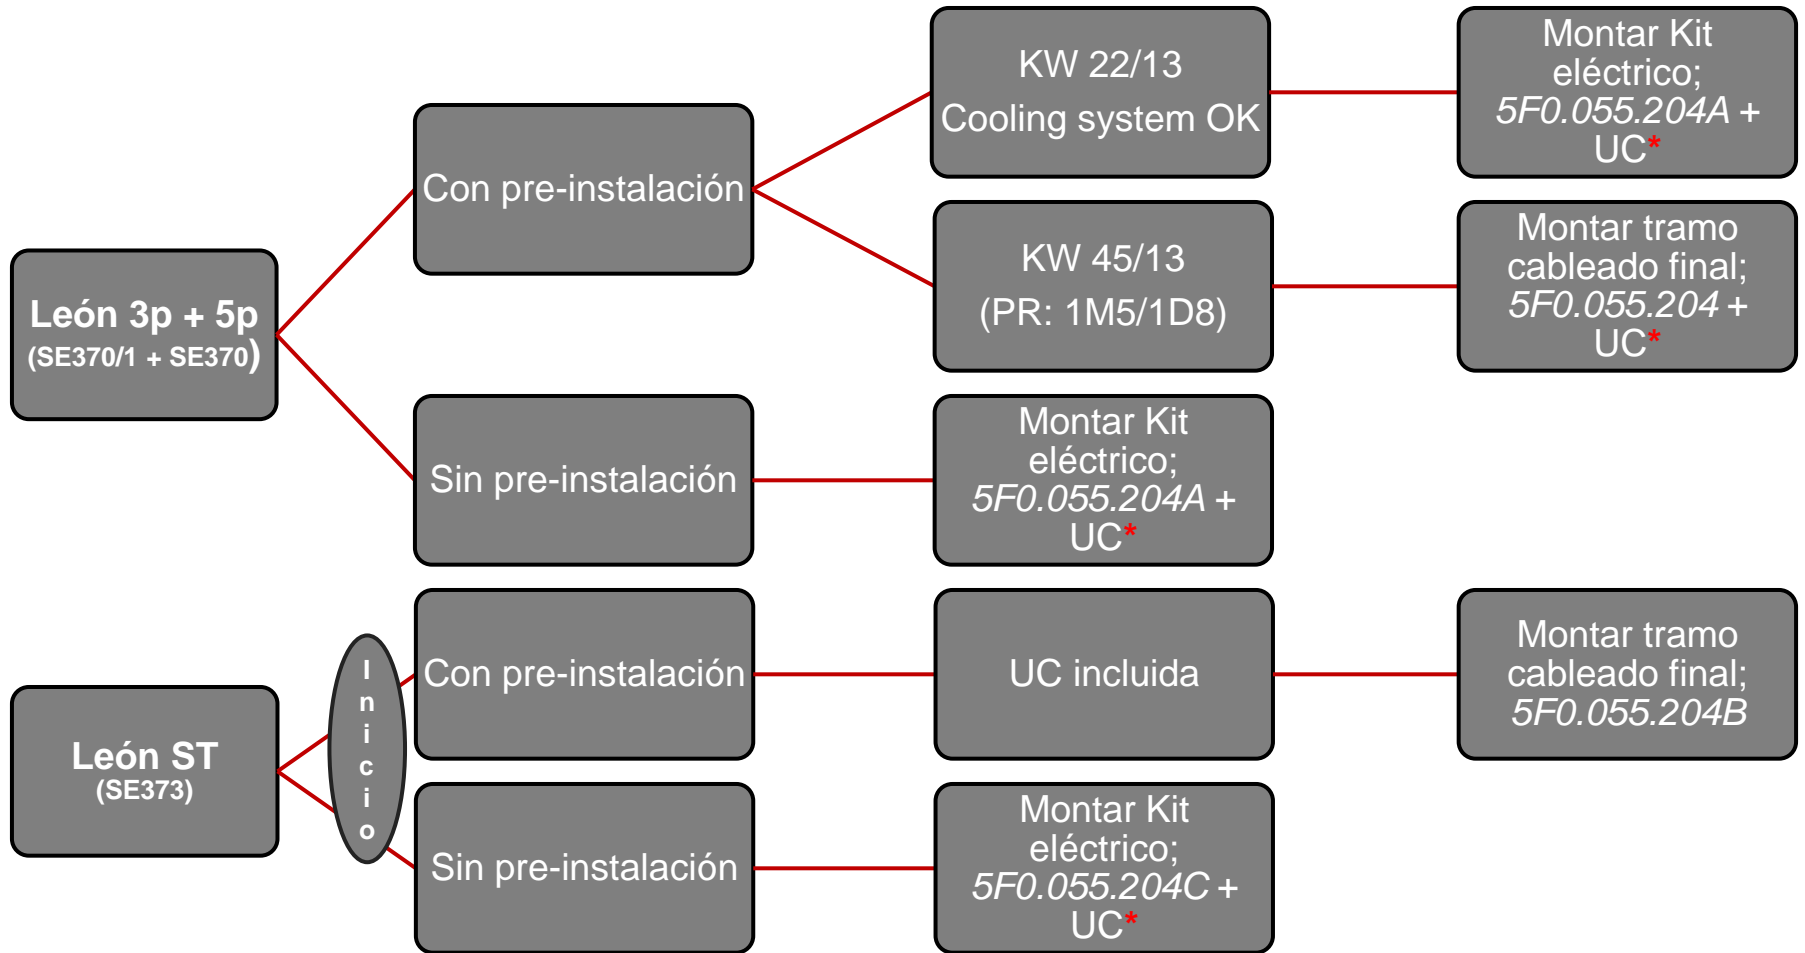 León 3p + 5p
(SE370/1 + SE370)
Con pre-instalación
KW 22/13
Cooling system OK
Montar Kit
eléctrico;
5F0.055.204A +
UC*
KW 45/13
(PR: 1M5/1D8)
Montar tramo
cableado final;
5F0.055.204 +
UC*
Sin pre-instalación
Montar Kit
eléctrico;
5F0.055.204A +
UC*
León ST
(SE373)
Inicio
Con pre-instalación
UC incluida
Montar tramo
cableado final;
5F0.055.204B
Sin pre-instalación
Montar Kit
eléctrico;
5F0.055.204C +
UC*